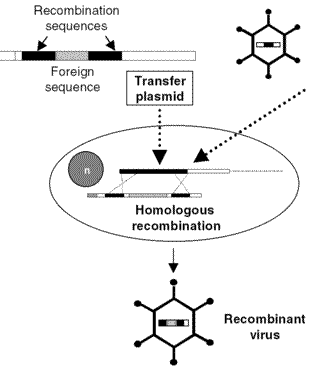 Recombination
sequences
Foreign
sequence
Transfer
plasmid
n
Homologous
recombination
Recombinant
virus